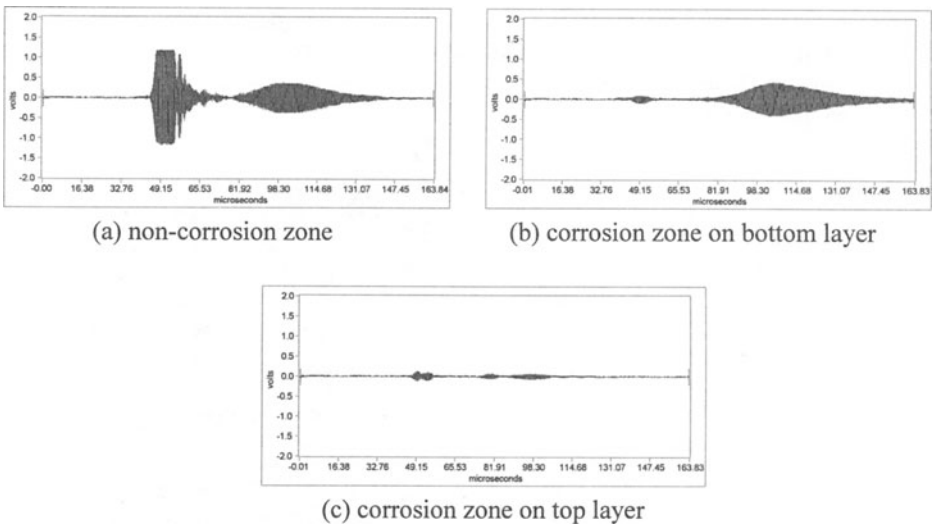 2.0
1.5
1.0
0.5
0.0
-0.5
-1.0
-1.5
-2.0
volts
-0.00 16.38 32.76 49.15 65.53 81.92 98.30 114.68 131.07 147.45 163.84
microseconds
(a) non-corrosion zone
2.0
1.5
1.0
0.5
0.0
-0.5
-1.0
-1.5
-2.0
volts
-0.01 16.38 32.76 49.15 65.53 81.91 98.30 114.68 131.07 147.45 163.83
microseconds
(b) corrosion zone on bottom layer
2.0
1.5
1.0
0.5
0.0
-0.5
-1.0
-1.5
-2.0
volts
-0.01 16.38 32.76 49.15 65.53 81.91 98.30 114.68 131.07 147.45 163.83
microseconds
(c) corrosion zone on top layer